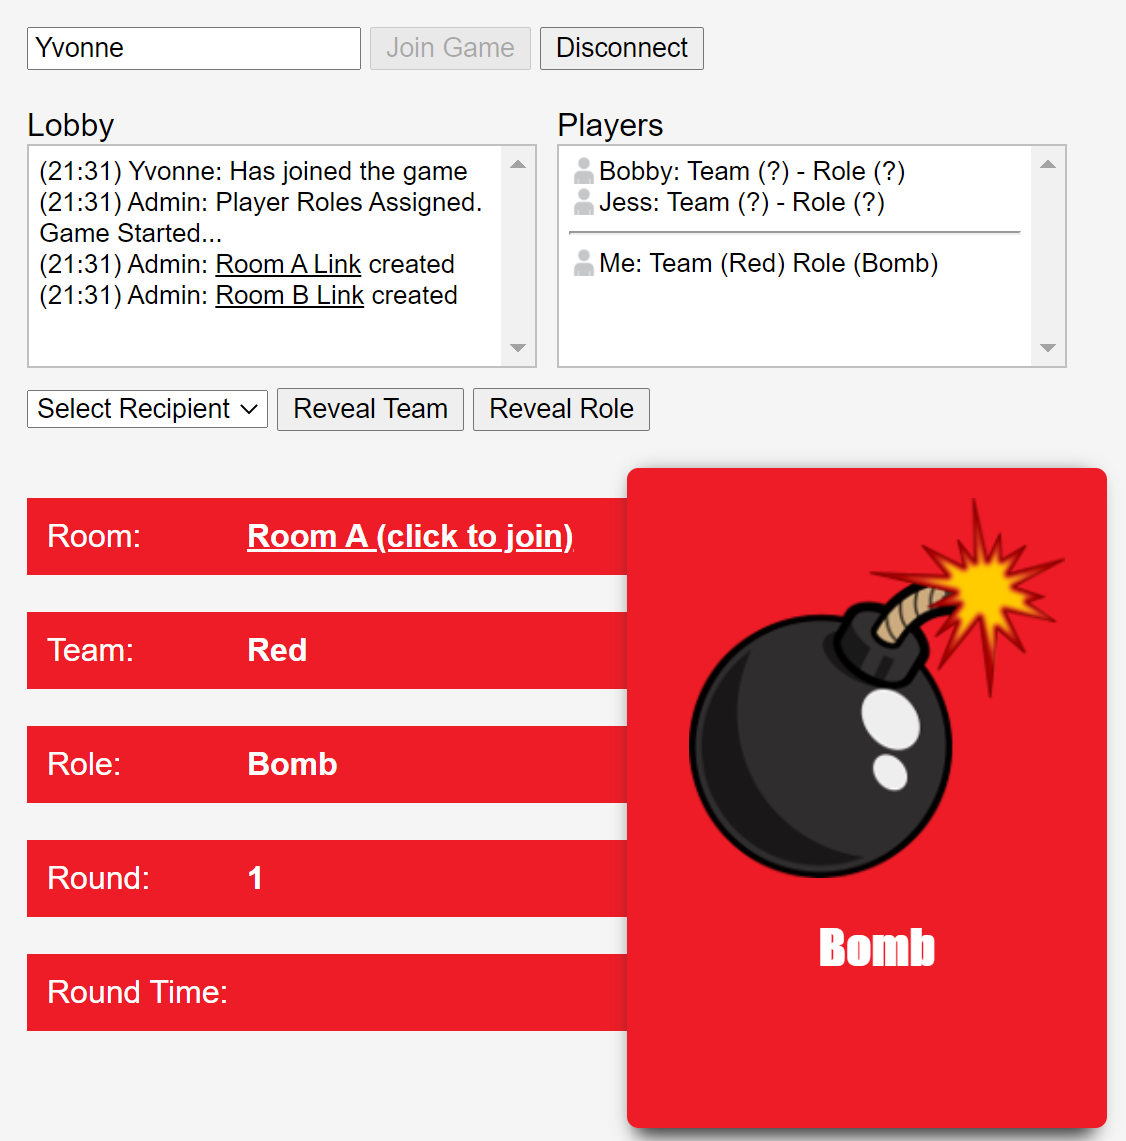 Yvonne Join Game Disconnect
Lobby
(21:31) Yvonne: Has joined the game
(21:31) Admin: Player Roles Assigned.
Game Started...
(21:31) Admin: Room A Link created
(21:31) Admin: Room B Link created
Players
Bobby: Team (?) - Role (?)
Jess: Team (?) - Role (?)
Me: Team (Red) Role (Bomb)
Select Recipient Reveal Team Reveal Role
Room: Room A (click to join)
Team: Red
Role: Bomb
Round: 1
Round Time:
Bomb